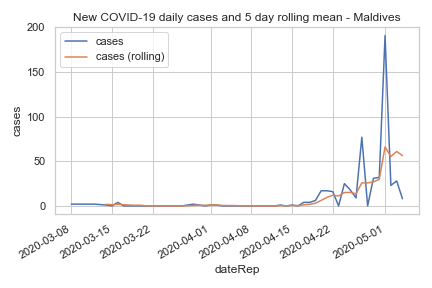 New COVID-19 daily cases and 5 day rolling mean - Maldives
cases
cases (rolling)
200
150
100
50
0
cases
2020-03-08
2020-03-15
2020-03-22
2020-04-01
2020-04-08
2020-04-15
2020-04-22
2020-05-01
dateRep